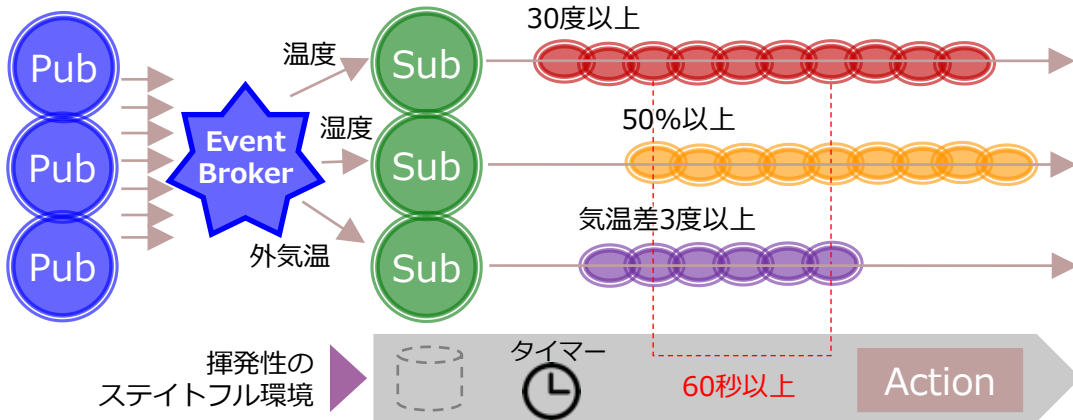 30度以上
Pub
温度
Sub
Event
Broker
50%以上
Pub
湿度
Sub
気温差3度以上
Pub
外気温
Sub
揮発性の
ステイトフル環境
タイマー
60秒以上
Action